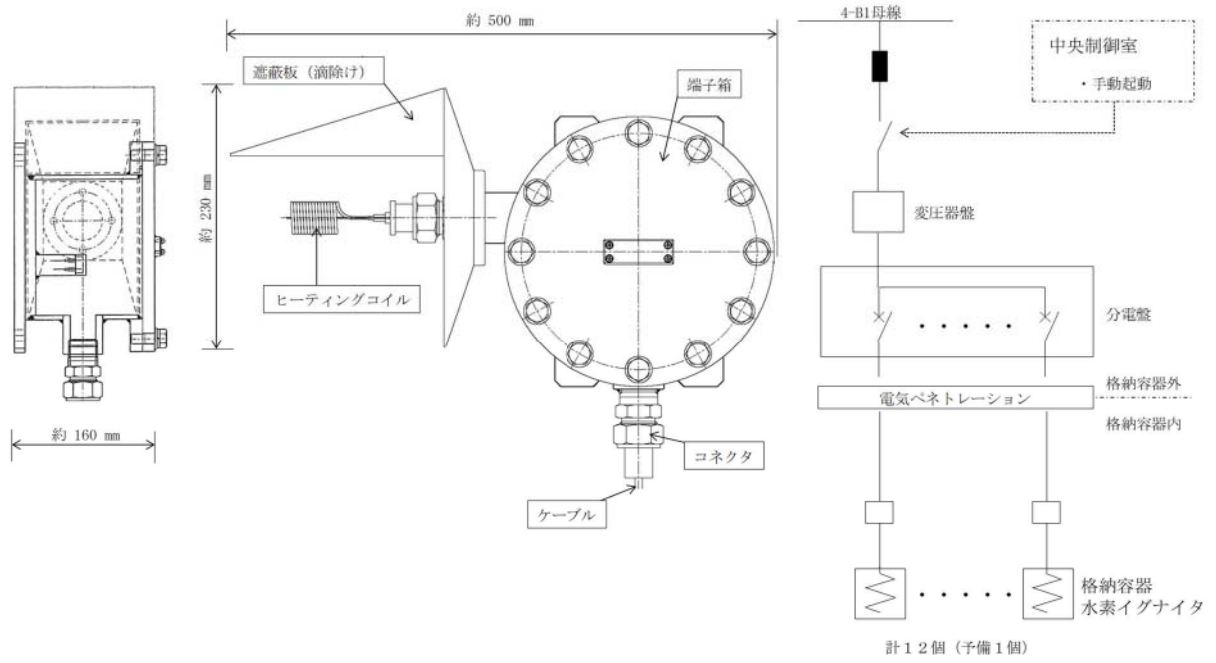 約 500 mm
遮蔽板（滴除け）
端子箱
約 230 mm
ヒーティングコイル
約 160 mm
コネクタ
ケーブル
4-B1母線
中央制御室
・手動起動
変圧器盤
分電盤
格納容器外
電気ペネトレーション
格納容器内
格納容器
水素イグナイタ
計１２個（予備１個）